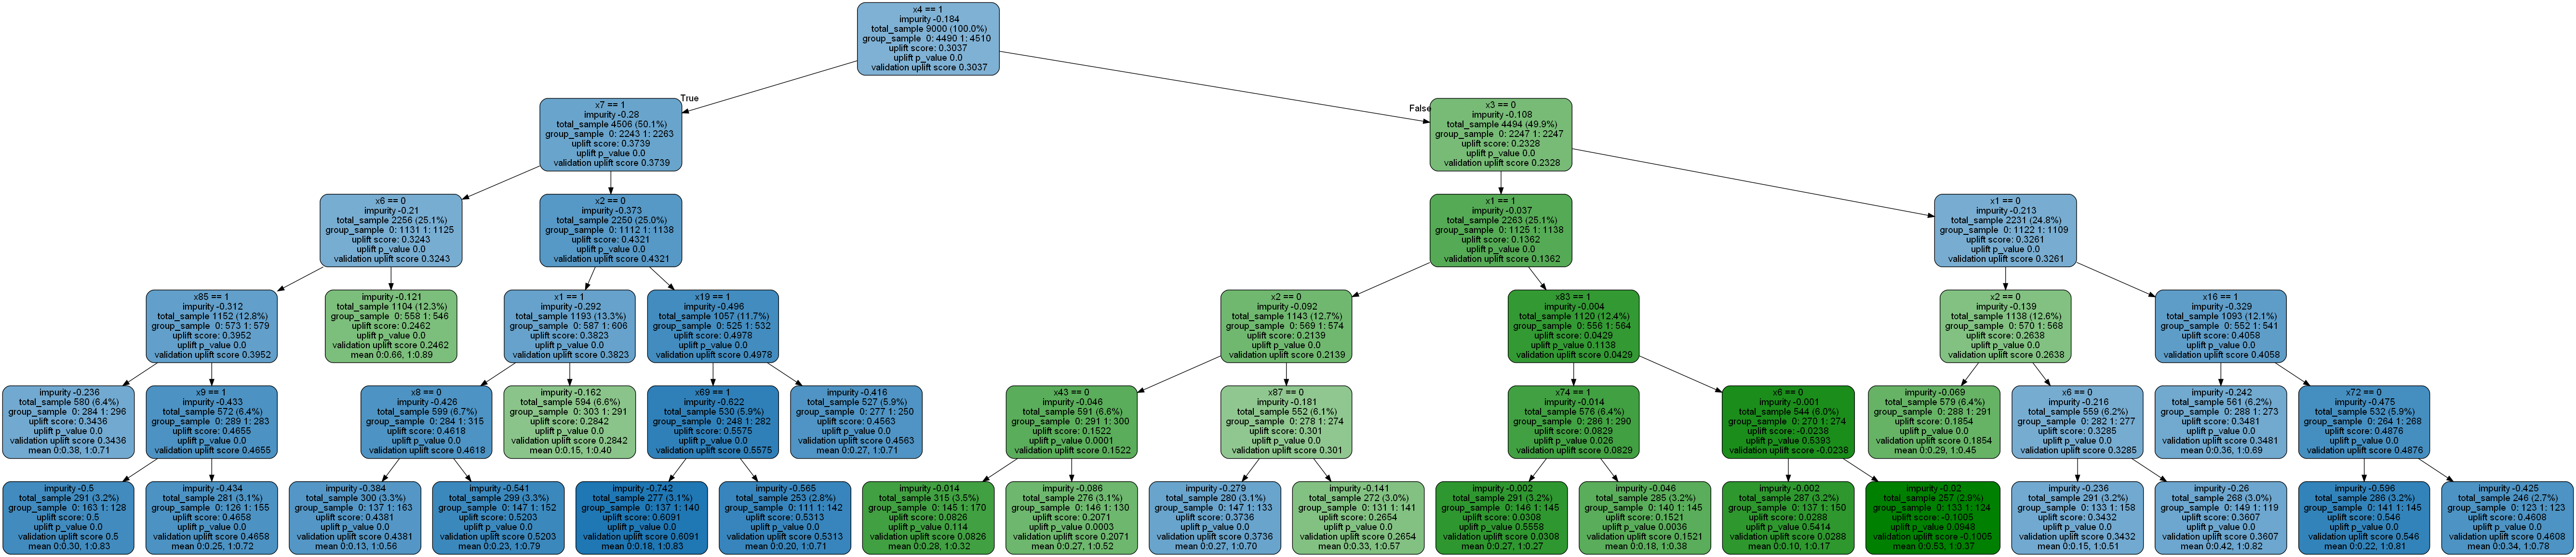 x4 == 1
impurity -0.184
total_sample 9000 (100.0%)
group_sample 0: 4490 1: 4510
uplift score: 0.3037
uplift p_value 0.0
validation uplift score 0.3037
True
False
x7 == 1
impurity -0.28
total_sample 4506 (50.1%)
group_sample 0: 2243 1: 2263
uplift score: 0.3739
uplift p_value 0.0
validation uplift score 0.3739
x3 == 0
impurity -0.108
total_sample 4494 (49.9%)
group_sample 0: 2247 1: 2247
uplift score: 0.2328
uplift p_value 0.0
validation uplift score 0.2328
x6 == 0
impurity -0.21
total_sample 2256 (25.1%)
group_sample 0: 1131 1: 1125
uplift score: 0.3243
uplift p_value 0.0
validation uplift score 0.3243
x2 == 0
impurity -0.373
total_sample 2250 (25.0%)
group_sample 0: 1112 1: 1138
uplift score: 0.4321
uplift p_value 0.0
validation uplift score 0.4321
x1 == 1
impurity -0.037
total_sample 2263 (25.1%)
group_sample 0: 1125 1: 1138
uplift score: 0.1362
uplift p_value 0.0
validation uplift score 0.1362
x1 == 0
impurity -0.213
total_sample 2231 (24.8%)
group_sample 0: 1122 1: 1109
uplift score: 0.3261
uplift p_value 0.0
validation uplift score 0.3261
x85 == 1
impurity -0.312
total_sample 1152 (12.8%)
group_sample 0: 573 1: 579
uplift score: 0.3952
uplift p_value 0.0
validation uplift score 0.3952
impurity -0.121
total_sample 1104 (12.3%)
group_sample 0: 558 1: 546
uplift score: 0.2462
uplift p_value 0.0
validation uplift score 0.2462
mean 0:0.66, 1:0.89
x1 == 1
impurity -0.292
total_sample 1193 (13.3%)
group_sample 0: 587 1: 606
uplift score: 0.3823
uplift p_value 0.0
validation uplift score 0.3823
x19 == 1
impurity -0.496
total_sample 1057 (11.7%)
group_sample 0: 525 1: 532
uplift score: 0.4978
uplift p_value 0.0
validation uplift score 0.4978
x2 == 0
impurity -0.092
total_sample 1143 (12.7%)
group_sample 0: 569 1: 574
uplift score: 0.2139
uplift p_value 0.0
validation uplift score 0.2139
x83 == 1
impurity -0.004
total_sample 1120 (12.4%)
group_sample 0: 556 1: 564
uplift score: 0.0429
uplift p_value 0.1138
validation uplift score 0.0429
x2 == 0
impurity -0.139
total_sample 1138 (12.6%)
group_sample 0: 570 1: 568
uplift score: 0.2638
uplift p_value 0.0
validation uplift score 0.2638
x16 == 1
impurity -0.329
total_sample 1093 (12.1%)
group_sample 0: 552 1: 541
uplift score: 0.4058
uplift p_value 0.0
validation uplift score 0.4058
impurity -0.236
total_sample 580 (6.4%)
group_sample 0: 284 1: 296
uplift score: 0.3436
uplift p_value 0.0
validation uplift score 0.3436
mean 0:0.38, 1:0.71
x9 == 1
impurity -0.433
total_sample 572 (6.4%)
group_sample 0: 289 1: 283
uplift score: 0.4655
uplift p_value 0.0
validation uplift score 0.4655
x8 == 0
impurity -0.426
total_sample 599 (6.7%)
group_sample 0: 284 1: 315
uplift score: 0.4618
uplift p_value 0.0
validation uplift score 0.4618
impurity -0.162
total_sample 594 (6.6%)
group_sample 0: 303 1: 291
uplift score: 0.2842
uplift p_value 0.0
validation uplift score 0.2842
mean 0:0.15, 1:0.40
x69 == 1
impurity -0.622
total_sample 530 (5.9%)
group_sample 0: 248 1: 282
uplift score: 0.5575
uplift p_value 0.0
validation uplift score 0.5575
impurity -0.416
total_sample 527 (5.9%)
group_sample 0: 277 1: 250
uplift score: 0.4563
uplift p_value 0.0
validation uplift score 0.4563
mean 0:0.27, 1:0.71
x43 == 0
impurity -0.046
total_sample 591 (6.6%)
group_sample 0: 291 1: 300
uplift score: 0.1522
uplift p_value 0.0001
validation uplift score 0.1522
x87 == 0
impurity -0.181
total_sample 552 (6.1%)
group_sample 0: 278 1: 274
uplift score: 0.301
uplift p_value 0.0
validation uplift score 0.301
x74 == 1
impurity -0.014
total_sample 576 (6.4%)
group_sample 0: 286 1: 290
uplift score: 0.0829
uplift p_value 0.026
validation uplift score 0.0829
x6 == 0
impurity -0.001
total_sample 544 (6.0%)
group_sample 0: 270 1: 274
uplift score: -0.0238
uplift p_value 0.5393
validation uplift score -0.0238
impurity -0.069
total_sample 579 (6.4%)
group_sample 0: 288 1: 291
uplift score: 0.1854
uplift p_value 0.0
validation uplift score 0.1854
mean 0:0.29, 1:0.45
x6 == 0
impurity -0.216
total_sample 559 (6.2%)
group_sample 0: 282 1: 277
uplift score: 0.3285
uplift p_value 0.0
validation uplift score 0.3285
impurity -0.242
total_sample 561 (6.2%)
group_sample 0: 288 1: 273
uplift score: 0.3481
uplift p_value 0.0
validation uplift score 0.3481
mean 0:0.36, 1:0.69
x72 == 0
impurity -0.475
total_sample 532 (5.9%)
group_sample 0: 264 1: 268
uplift score: 0.4876
uplift p_value 0.0
validation uplift score 0.4876
impurity -0.5
total_sample 291 (3.2%)
group_sample 0: 163 1: 128
uplift score: 0.5
uplift p_value 0.0
validation uplift score 0.5
mean 0:0.30, 1:0.83
impurity -0.434
total_sample 281 (3.1%)
group_sample 0: 126 1: 155
uplift score: 0.4658
uplift p_value 0.0
validation uplift score 0.4658
mean 0:0.25, 1:0.72
impurity -0.384
total_sample 300 (3.3%)
group_sample 0: 137 1: 163
uplift score: 0.4381
uplift p_value 0.0
validation uplift score 0.4381
mean 0:0.13, 1:0.56
impurity -0.541
total_sample 299 (3.3%)
group_sample 0: 147 1: 152
uplift score: 0.5203
uplift p_value 0.0
validation uplift score 0.5203
mean 0:0.23, 1:0.79
impurity -0.742
total_sample 277 (3.1%)
group_sample 0: 137 1: 140
uplift score: 0.6091
uplift p_value 0.0
validation uplift score 0.6091
mean 0:0.18, 1:0.83
impurity -0.565
total_sample 253 (2.8%)
group_sample 0: 111 1: 142
uplift score: 0.5313
uplift p_value 0.0
validation uplift score 0.5313
mean 0:0.20, 1:0.71
impurity -0.014
total_sample 315 (3.5%)
group_sample 0: 145 1: 170
uplift score: 0.0826
uplift p_value 0.114
validation uplift score 0.0826
mean 0:0.28, 1:0.32
impurity -0.086
total_sample 276 (3.1%)
group_sample 0: 146 1: 130
uplift score: 0.2071
uplift p_value 0.0003
validation uplift score 0.2071
mean 0:0.27, 1:0.52
impurity -0.279
total_sample 280 (3.1%)
group_sample 0: 147 1: 133
uplift score: 0.3736
uplift p_value 0.0
validation uplift score 0.3736
mean 0:0.27, 1:0.70
impurity -0.141
total_sample 272 (3.0%)
group_sample 0: 131 1: 141
uplift score: 0.2654
uplift p_value 0.0
validation uplift score 0.2654
mean 0:0.33, 1:0.57
impurity -0.002
total_sample 291 (3.2%)
group_sample 0: 146 1: 145
uplift score: 0.0308
uplift p_value 0.5558
validation uplift score 0.0308
mean 0:0.27, 1:0.27
impurity -0.046
total_sample 285 (3.2%)
group_sample 0: 140 1: 145
uplift score: 0.1521
uplift p_value 0.0036
validation uplift score 0.1521
mean 0:0.18, 1:0.38
impurity -0.002
total_sample 287 (3.2%)
group_sample 0: 137 1: 150
uplift score: 0.0288
uplift p_value 0.5414
validation uplift score 0.0288
mean 0:0.10, 1:0.17
impurity -0.02
total_sample 257 (2.9%)
group_sample 0: 133 1: 124
uplift score: -0.1005
uplift p_value 0.0948
validation uplift score -0.1005
mean 0:0.53, 1:0.37
impurity -0.236
total_sample 291 (3.2%)
group_sample 0: 133 1: 158
uplift score: 0.3432
uplift p_value 0.0
validation uplift score 0.3432
mean 0:0.15, 1:0.51
impurity -0.26
total_sample 268 (3.0%)
group_sample 0: 149 1: 119
uplift score: 0.3607
uplift p_value 0.0
validation uplift score 0.3607
mean 0:0.42, 1:0.82
impurity -0.596
total_sample 286 (3.2%)
group_sample 0: 141 1: 145
uplift score: 0.546
uplift p_value 0.0
validation uplift score 0.546
mean 0:0.22, 1:0.81
impurity -0.425
total_sample 246 (2.7%)
group_sample 0: 123 1: 123
uplift score: 0.4608
uplift p_value 0.0
validation uplift score 0.4608
mean 0:0.34, 1:0.78